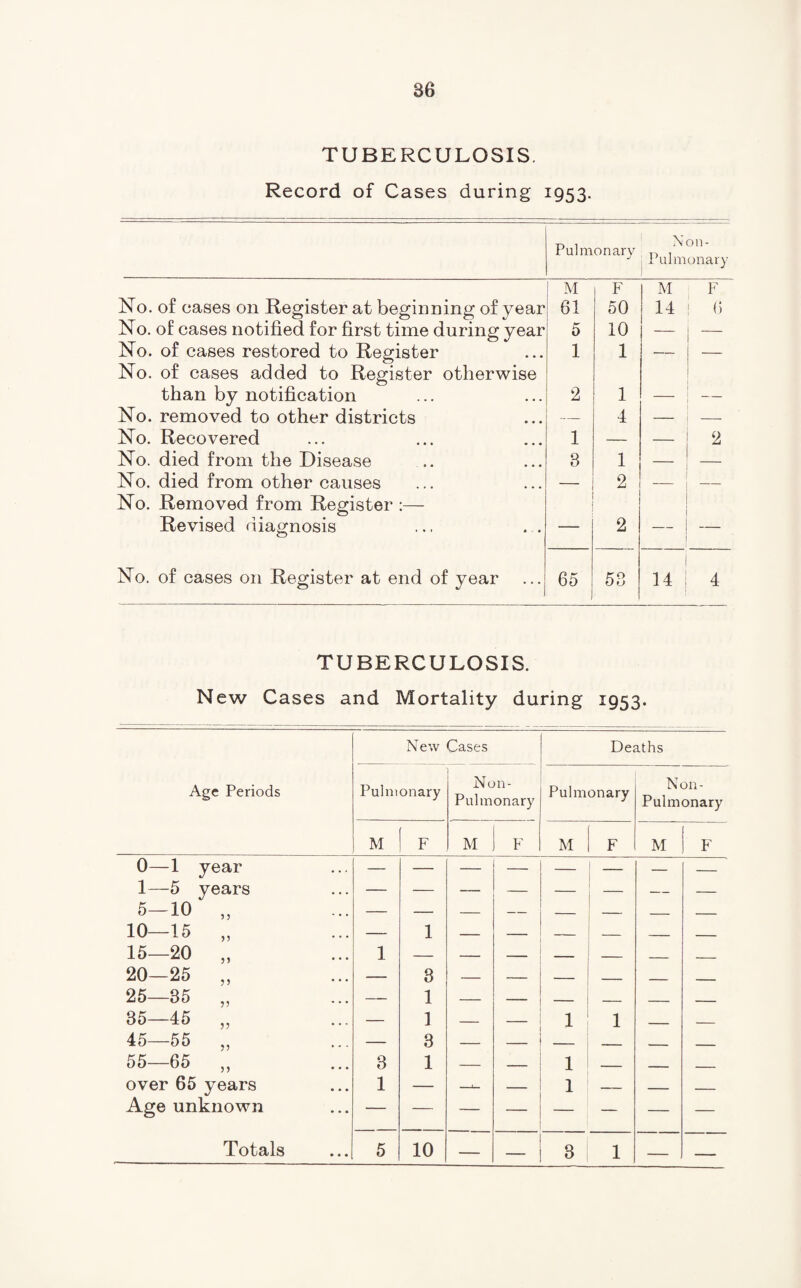 36
TUBERCULOSIS.
Record of Cases during 1953.
Pulmonary Non-Pulmonary
M F M F
No. of cases on Register at beginning of year 61 50 14 6
No. of cases notified for first time during year 5 10 — —
No. of cases restored to Register ... 1 1 — —
No. of cases added to Register otherwise
than by notification ... ... 2 1 — —
No. removed to other districts ... — 4 — —
No. Recovered ... ... ... 1 — — 2
No. died from the Disease .. ... 3 1 — —
No. died from other causes ... ... — 2 — —
No. Removed from Register :—
Revised diagnosis ... ... — 2 — —
No. of cases on Register at end of year ... 65 53 14 4
TUBERCULOSIS.
New Cases and Mortality during 1953.
New Cases Deaths
Age Periods Pulmonary Non-Pulmonary Pulmonary Non-Pulmonary
M F M F M F M F
0—1 year ... — — — — — — — —
1—5 years ... — — — — — — — —
5—10 ,, ... — — — — — — — —
10—15 ,, ... — 1 — — — — — —
15—20 ,, ... 1 — — — — — — —
20—25 ,, ... — 3 — — — — — —
25—35 ,, ... — 1 — — — — — —
35—45 ,, ... — 1 — — 1 1 — —
45—55 ,, ... — 3 — — — — — —
55—65 ,, ... 3 1 — — 1 — — —
over 65 years ... 1 — — — 1 — — —
Age unknown ... — — — — — — — —
Totals ... 5 10 — — 3 1 — —